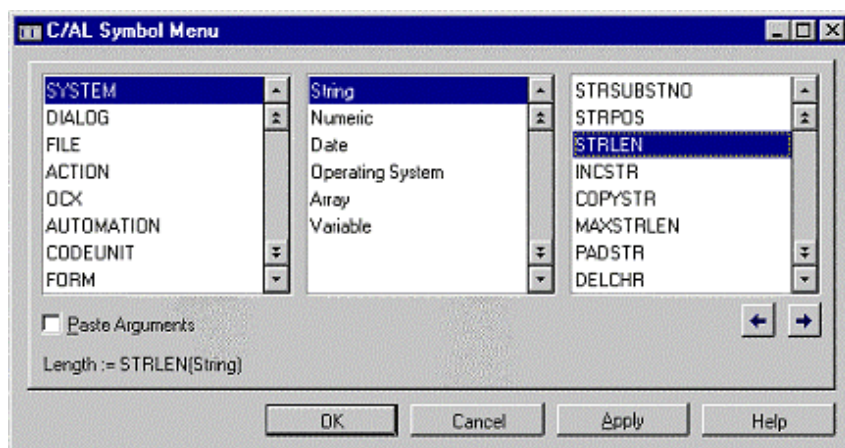 C/AL Symbol Menu
SYSTEM
DIALOG
FILE
ACTION
OCX
AUTOMATION
CODEUNIT
FORM
String
Numeric
Date
Operating System
Array
Variable
STRSUBSTNO
STRPOS
STRLEN
INCSTR
COPYSTR
MAXSTRLEN
PADSTR
DELCHR
Paste Arguments
Length := STRLEN(String)
OK Cancel Apply Help